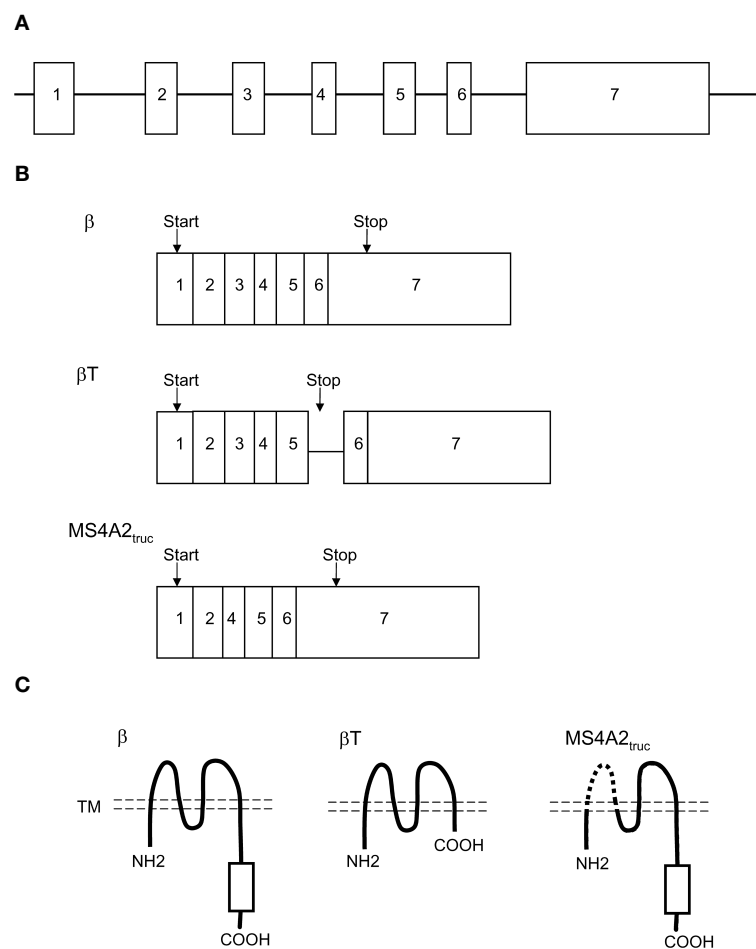 A
1 2 3 4 5 6 7
B
β
Start Stop
1 2 3 4 5 6 7
βT
Start Stop
1 2 3 4 5 6 7
MS4A2truc
Start Stop
1 2 4 5 6 7
C
β βT MS4A2truc
TM
NH2 NH2 COOH NH2
COOH COOH